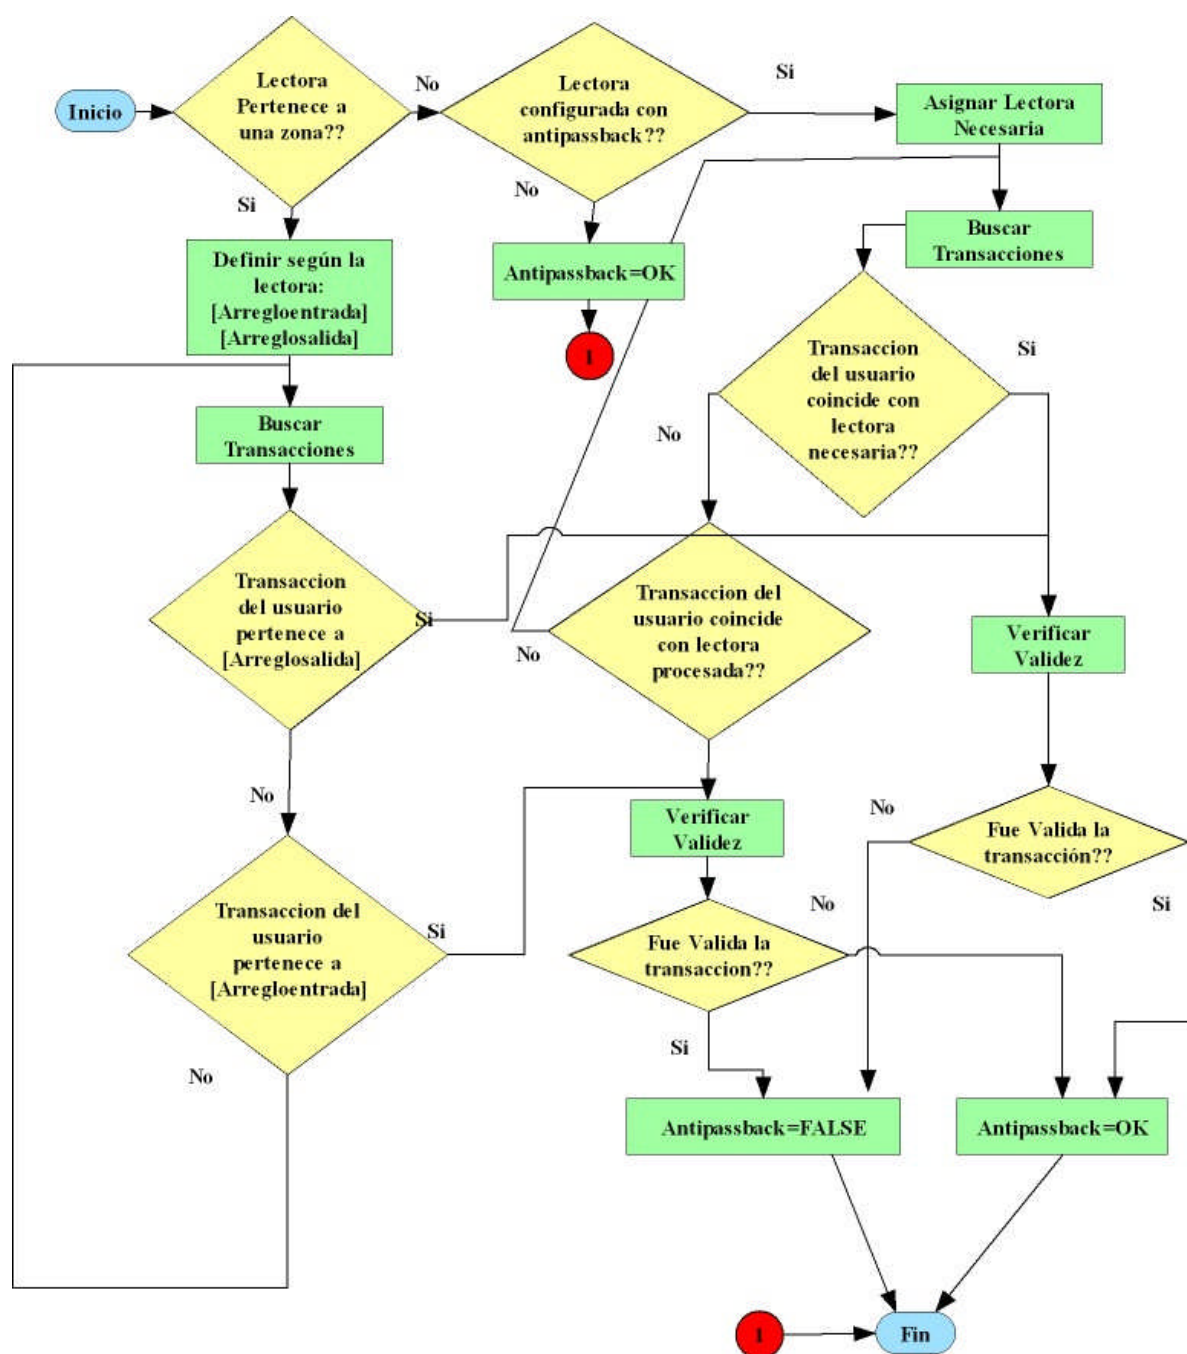 Inicio
Lectora
Pertenece a
una zona??
No
Lectora
configurada con
antipassback??
Si
Asignar Lectora
Necesaria
Si
No
Buscar
Transacciones
Definir según la
lectora:
[Arregloentrada]
[Arreglosalida]
Antipassback=OK
1
Transaccion
del usuario
coincide con
lectora
necesaria??
Si
No
Buscar
Transacciones
Transaccion
del usuario
pertenece a
[Arreglosalida]
Si
Transaccion del
usuario coincide
con lectora
procesada??
No
Verificar
Validez
No
Verificar
Validez
Fue Valida la
transacción??
No
Si
Transaccion del
usuario
pertenece a
[Arregloentrada]
Si
No
Fue Valida la
transaccion??
No
Si
Antipassback=FALSE
Antipassback=OK
1
Fin